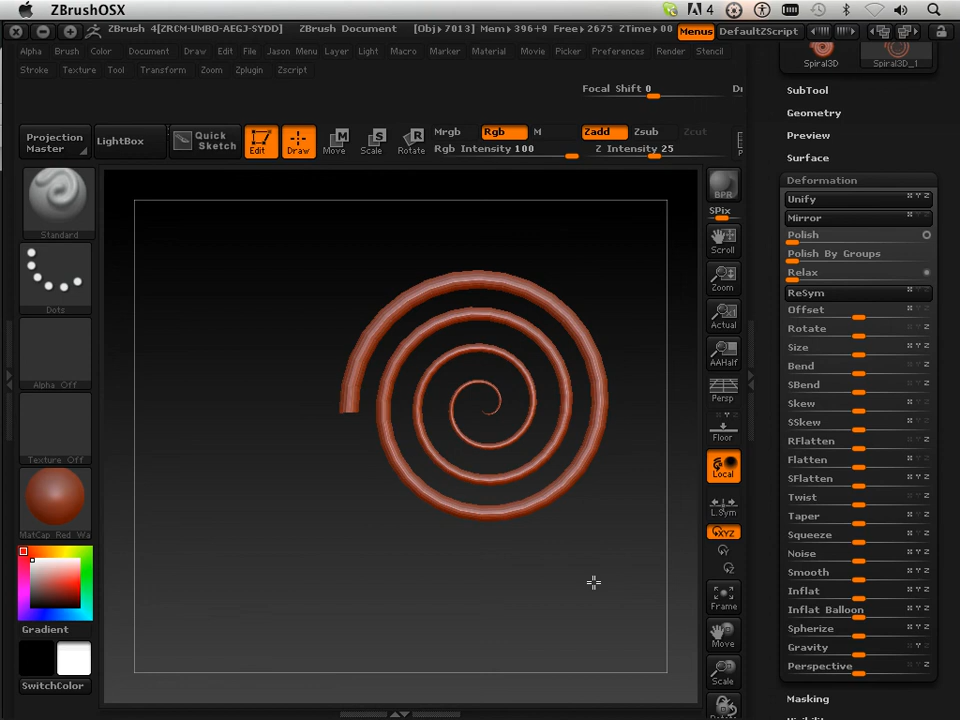 ZBrushOSX
4
ZBrush 4[ZRCM-UMBO-AEGJ-SYDD] ZBrush Document [Obj▸7013] Mem▸396+9 Free▸2675 ZTime▸00 Menus DefaultZScript
Alpha Brush Color Document Draw Edit File Jason Menu Layer Light Macro Marker Material Movie Picker Preferences Render Stencil
Stroke Texture Tool Transform Zoom Zplugin Zscript
Spiral3D Spiral3D_1
Focal Shift 0
Projection Master
LightBox
Quick Sketch
Edit
Draw
Move
Scale
Rotate
Mrgb Rgb M Zadd Zsub Zcut
Rgb Intensity 100 Z Intensity 25
Standard
Dots
Alpha Off
Texture Off
MatCap Red Wa
Gradient
SwitchColor
BPR
SPix
Scroll
Zoom
Actual
AAHalf
Persp
Floor
Local
L.Sym
XYZ
Frame
Move
Scale
SubTool
Geometry
Preview
Surface
Deformation
Unify
Mirror
Polish
Polish By Groups
Relax
ReSym
Offset
Rotate
Size
Bend
SBend
Skew
SSkew
RFlatten
Flatten
SFlatten
Twist
Taper
Squeeze
Noise
Smooth
Inflat
Inflat Balloon
Spherize
Gravity
Perspective
Masking